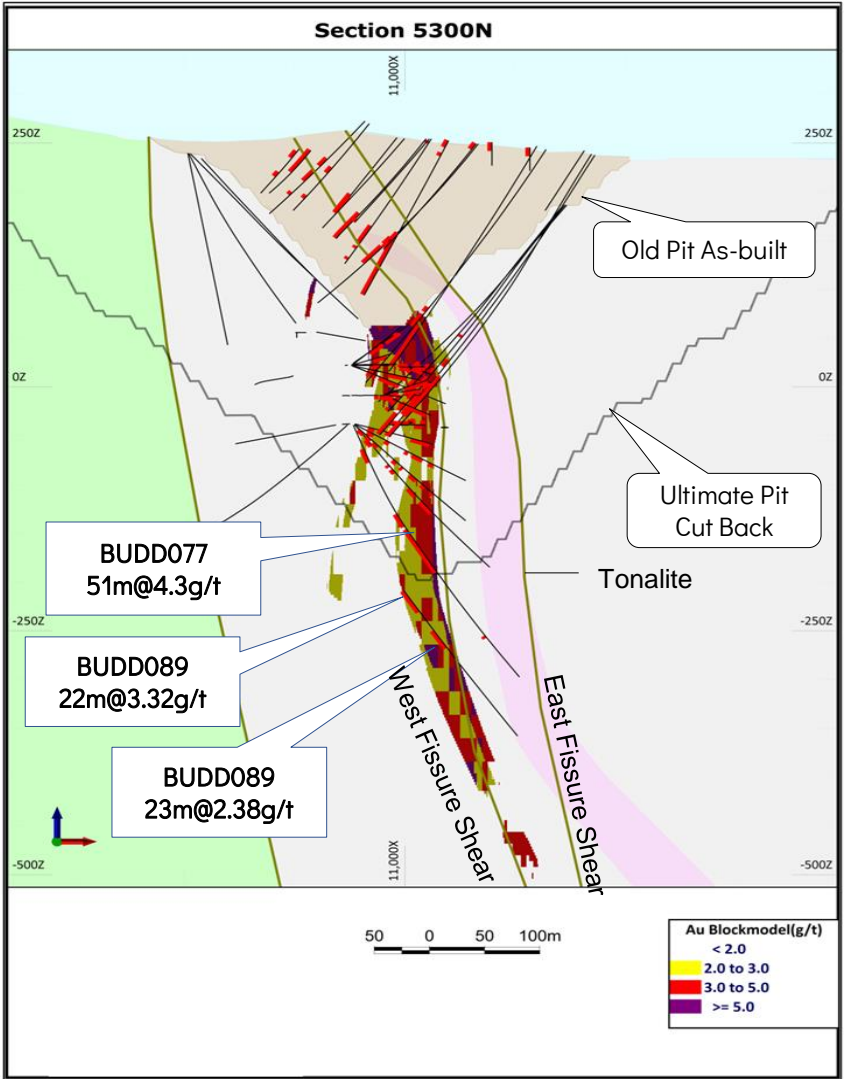 Section 5300N
11,000X
250Z
250Z
Old Pit As-built
0Z
0Z
Ultimate Pit
Cut Back
BUDD077
51m@4.3g/t
Tonalite
-250Z
-250Z
BUDD089
22m@3.32g/t
West Fissure Shear
East Fissure Shear
BUDD089
23m@2.38g/t
11,000X
-500Z
-500Z
50 0 50 100m
Au Blockmodel(g/t)
< 2.0
2.0 to 3.0
3.0 to 5.0
>= 5.0